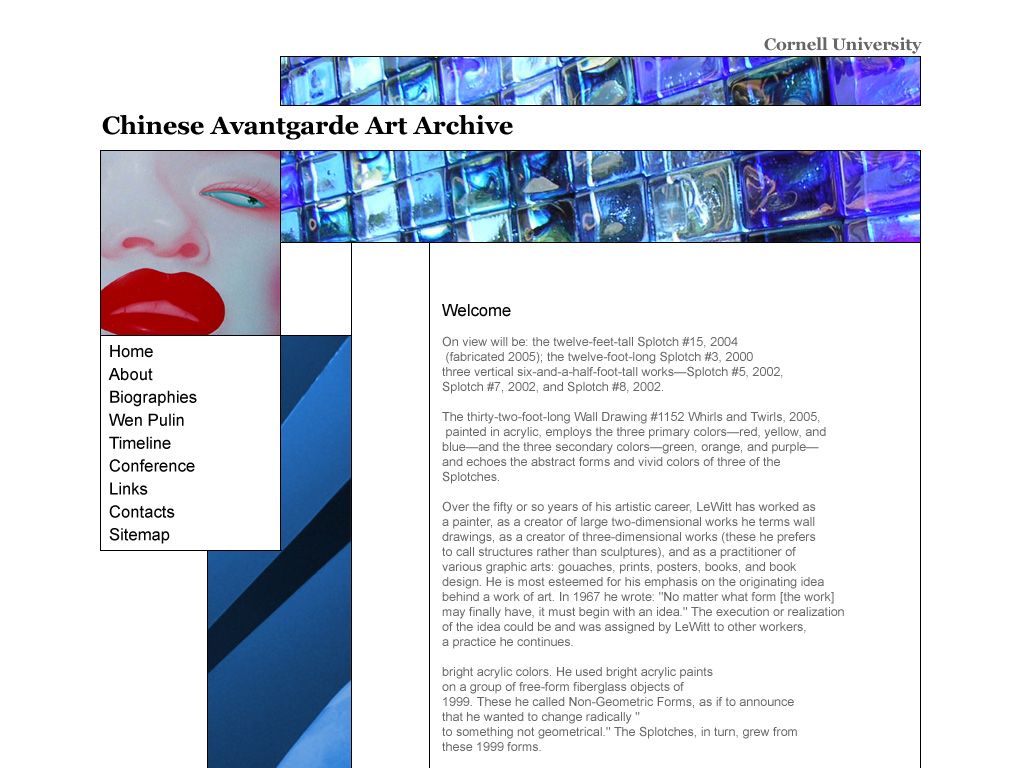 Cornell University
Chinese Avantgarde Art Archive
Home
About
Biographies
Wen Pulin
Timeline
Conference
Links
Contacts
Sitemap
Welcome
On view will be: the twelve-feet-tall Splotch #15, 2004
(fabricated 2005); the twelve-foot-long Splotch #3, 2000
three vertical six-and-a-half-foot-tall works—Splotch #5, 2002,
Splotch #7, 2002, and Splotch #8, 2002.
The thirty-two-foot-long Wall Drawing #1152 Whirls and Twirls, 2005,
painted in acrylic, employs the three primary colors—red, yellow, and
blue—and the three secondary colors—green, orange, and purple—
and echoes the abstract forms and vivid colors of three of the
Splotches.
Over the fifty or so years of his artistic career, LeWitt has worked as
a painter, as a creator of large two-dimensional works he terms wall
drawings, as a creator of three-dimensional works (these he prefers
to call structures rather than sculptures), and as a practitioner of
various graphic arts: gouaches, prints, posters, books, and book
design. He is most esteemed for his emphasis on the originating idea
behind a work of art. In 1967 he wrote: "No matter what form [the work]
may finally have, it must begin with an idea." The execution or realization
of the idea could be and was assigned by LeWitt to other workers,
a practice he continues.
bright acrylic colors. He used bright acrylic paints
on a group of free-form fiberglass objects of
1999. These he called Non-Geometric Forms, as if to announce
that he wanted to change radically "
to something not geometrical." The Splotches, in turn, grew from
these 1999 forms.